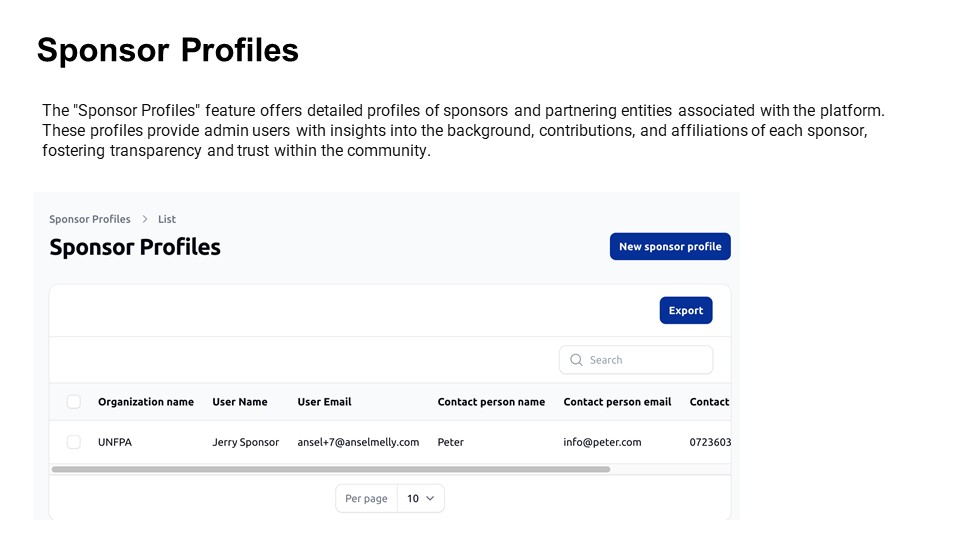 Sponsor Profiles
The "Sponsor Profiles" feature offers detailed profiles of sponsors and partnering entities associated with the platform.
These profiles provide admin users with insights into the background, contributions, and affiliations of each sponsor,
fostering transparency and trust within the community.
Sponsor Profiles > List
Sponsor Profiles
New sponsor profile
Export
Search
Organization name User Name User Email Contact person name Contact person email Contact
UNFPA Jerry Sponsor ansel+7@anselmelly.com Peter info@peter.com 0723603
Per page 10